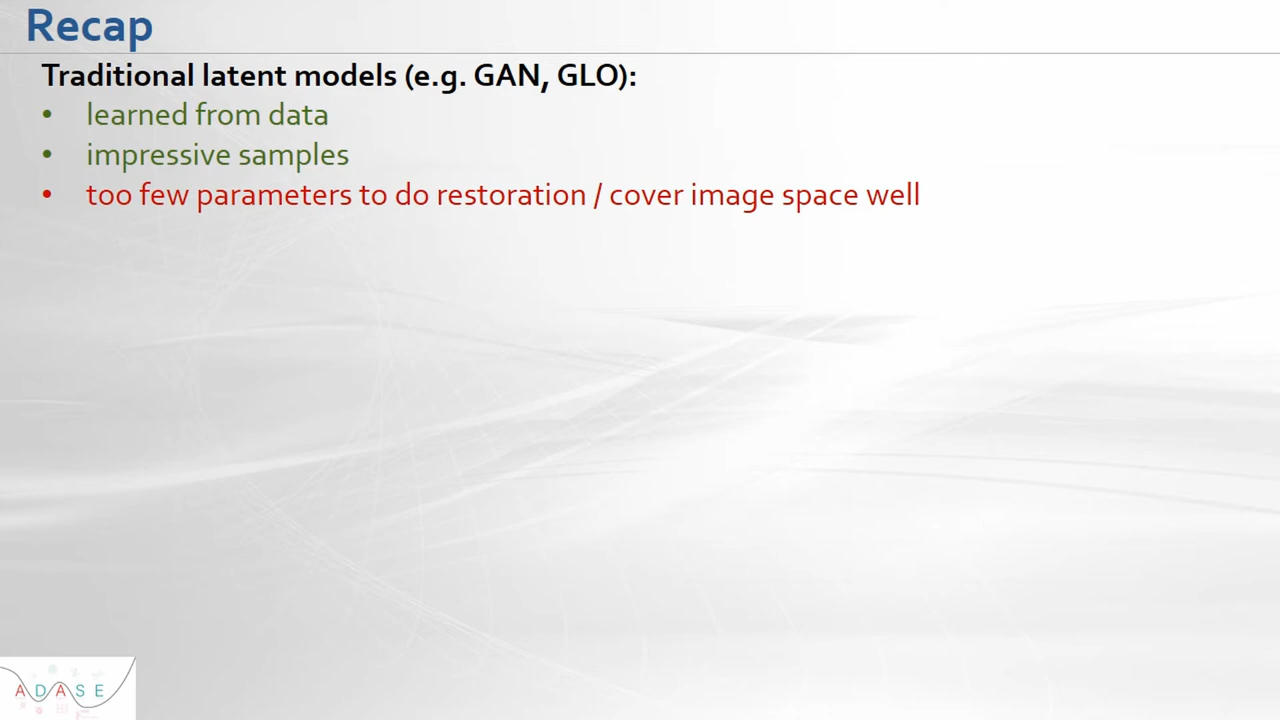 Recap
Traditional latent models (e.g. GAN, GLO):
• learned from data
• impressive samples
• too few parameters to do restoration / cover image space well
ADASE